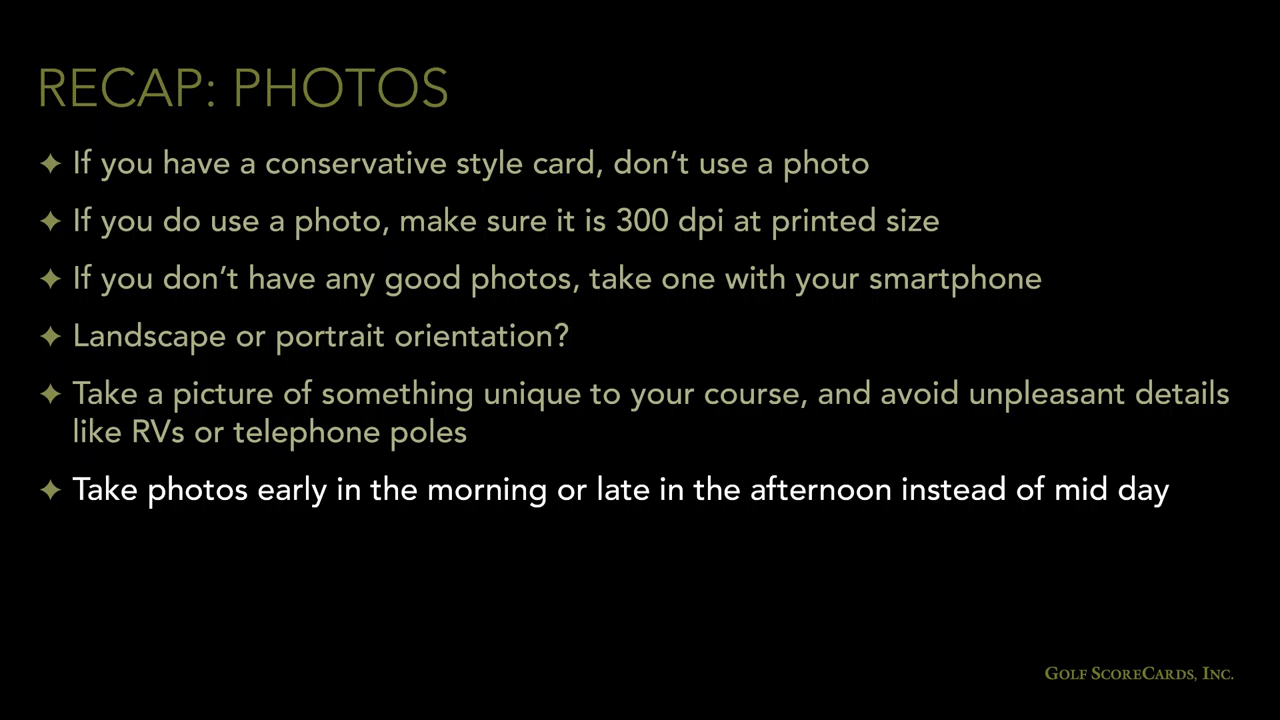 RECAP: PHOTOS
✦ If you have a conservative style card, don’t use a photo
✦ If you do use a photo, make sure it is 300 dpi at printed size
✦ If you don’t have any good photos, take one with your smartphone
✦ Landscape or portrait orientation?
✦ Take a picture of something unique to your course, and avoid unpleasant details
like RVs or telephone poles
✦ Take photos early in the morning or late in the afternoon instead of mid day
Golf ScoreCards, Inc.